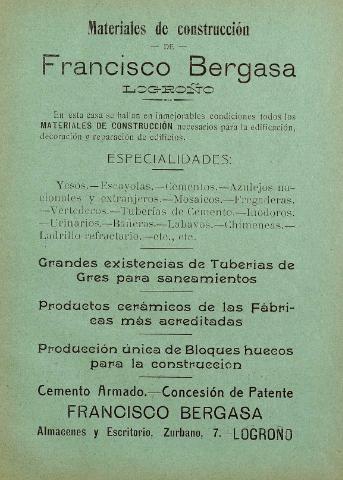 Materiales de construcción
— DE —
Francisco Bergasa
LOGROÑO
En esta casa se hallan en inmejorables condiciones todos los
MATERIALES DE CONSTRUCCIÓN necesarios para la edificación,
decoración y reparación de edificios.
ESPECIALIDADES:
Yesos.—Escayolas.—Cementos.—Azulejos na-
cionales y extranjeros.—Mosaicos.—Fregaderas.
—Vertederos.—Tuberías de Cemento.—Inodoros.
—Urinarios.—Bañeras.—Lababos.—Chimeneas.—
Ladrillo refractario.—etc., etc.
Grandes existencias de Tuberías de
Gres para saneamientos
Productos cerámicos de las Fábri-
cas más acreditadas
Producción única de Bloques huecos
para la construccion
Cemento Armado.—Concesión de Patente
FRANCISCO BERGASA
Almacenes y Escritorio, Zurbano, 7. LOGROÑO